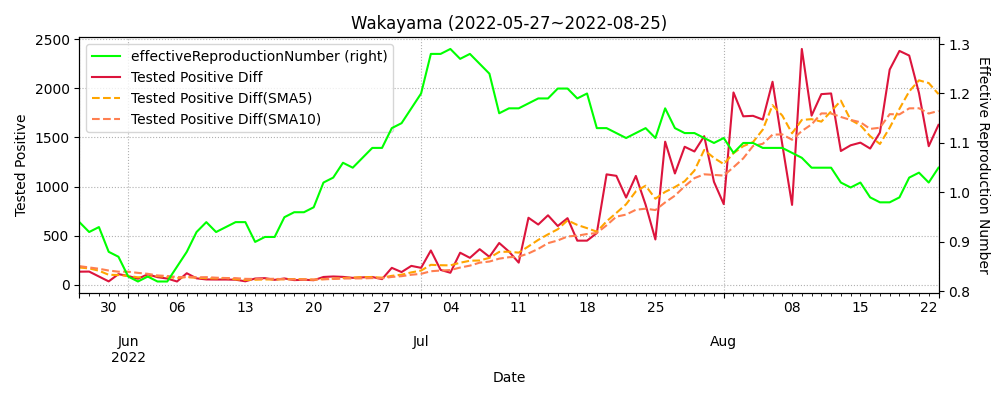 Wakayama (2022-05-27~2022-08-25)
effectiveReproductionNumber (right)
Tested Positive Diff
Tested Positive Diff(SMA5)
Tested Positive Diff(SMA10)
Tested Positive
2500
2000
1500
1000
500
0
1.3
1.2
1.1
1.0
0.9
0.8
Effective Reproduction Number
30 06 13 20 27 04 11 18 25 08 15 22
Jun Jul Aug
2022
Date